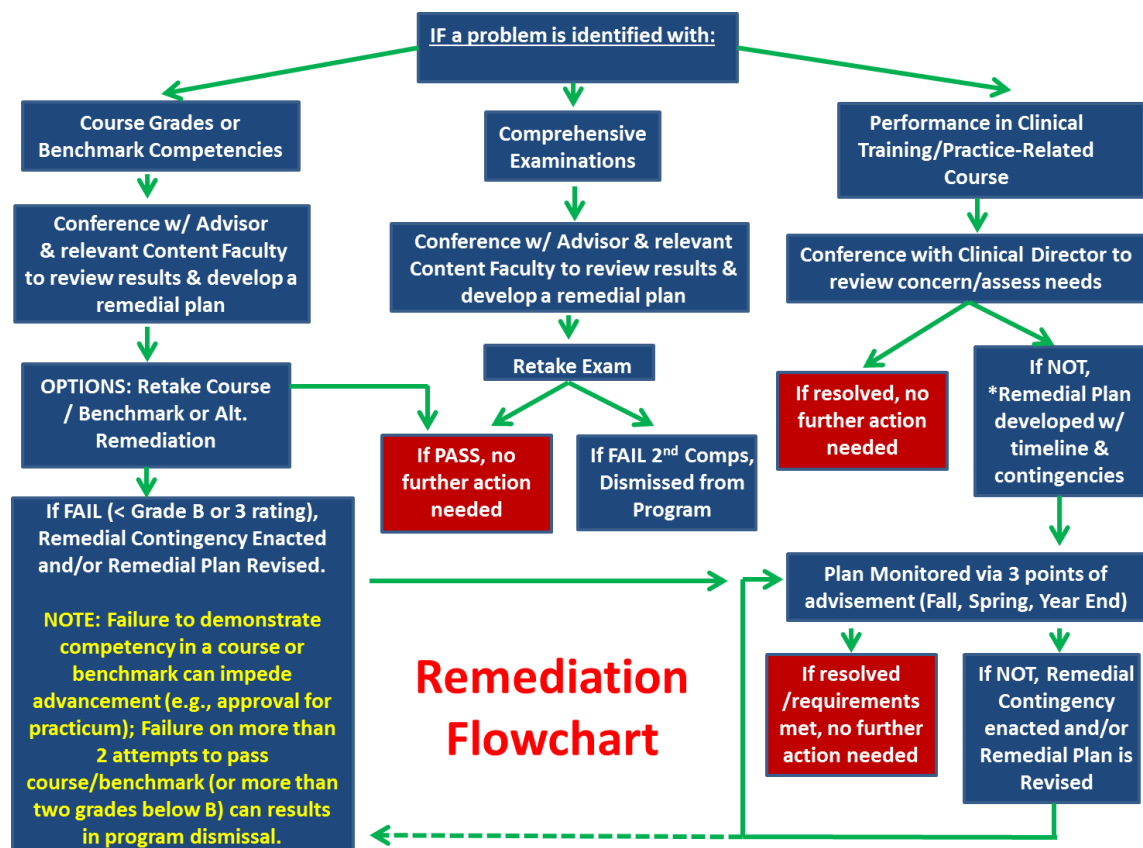 IF a problem is identified with:
Course Grades or
Benchmark Competencies
Conference w/ Advisor
& relevant Content Faculty
to review results & develop a
remedial plan
OPTIONS: Retake Course
/ Benchmark or Alt.
Remediation
If FAIL (< Grade B or 3 rating),
Remedial Contingency Enacted
and/or Remedial Plan Revised.
NOTE: Failure to demonstrate
competency in a course or
benchmark can impede
advancement (e.g., approval for
practicum); Failure on more than
2 attempts to pass
course/benchmark (or more than
two grades below B) can results
in program dismissal.
Comprehensive
Examinations
Conference w/ Advisor & relevant
Content Faculty to review results &
develop a remedial plan
Retake Exam
If PASS, no
further action
needed
If FAIL 2nd Comps,
Dismissed from
Program
Performance in Clinical
Training/Practice-Related
Course
Conference with Clinical Director to
review concern/assess needs
If resolved, no
further action
needed
If NOT,
*Remedial Plan
developed w/
timeline &
contingencies
Plan Monitored via 3 points of
advisement (Fall, Spring, Year End)
If resolved
/requirements
met, no further
action needed
If NOT, Remedial
Contingency
enacted and/or
Remedial Plan is
Revised
Remediation
Flowchart